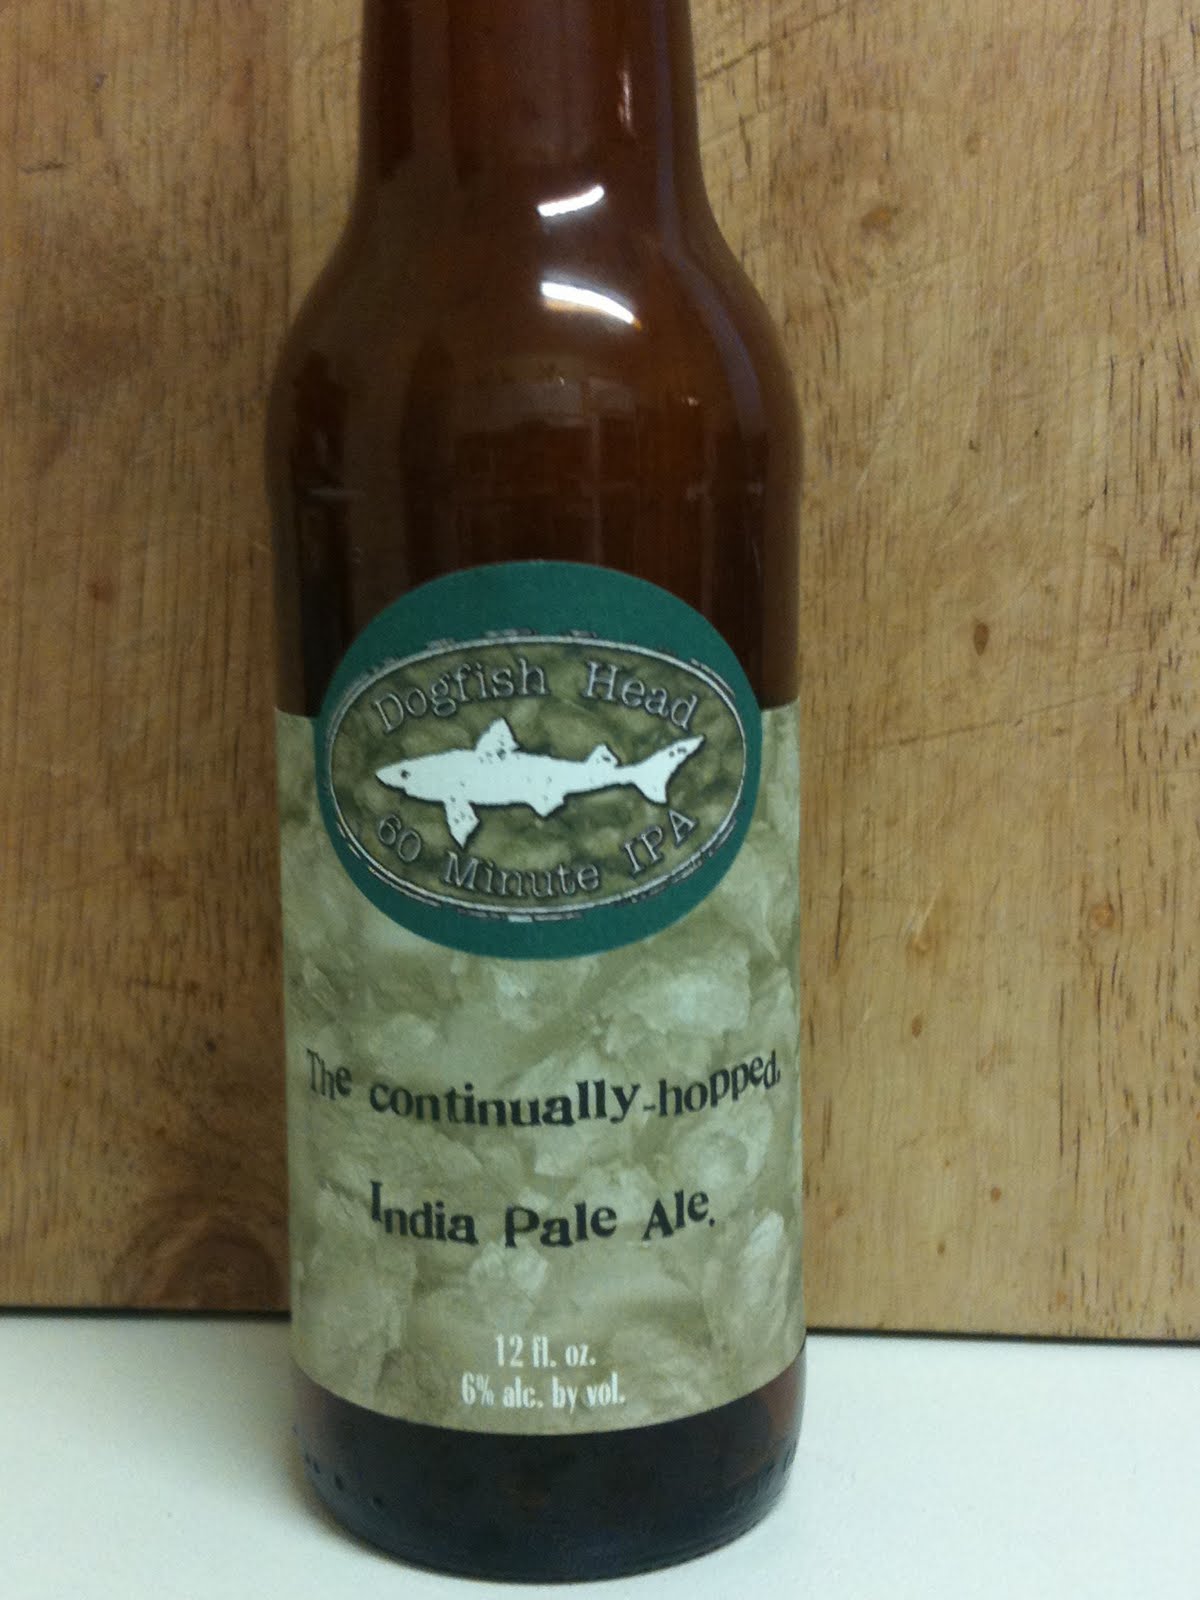 Dogfish Head
60 Minute IPA
The continually-hopped.
India Pale Ale.
12 fl. oz.
6% alc. by vol.